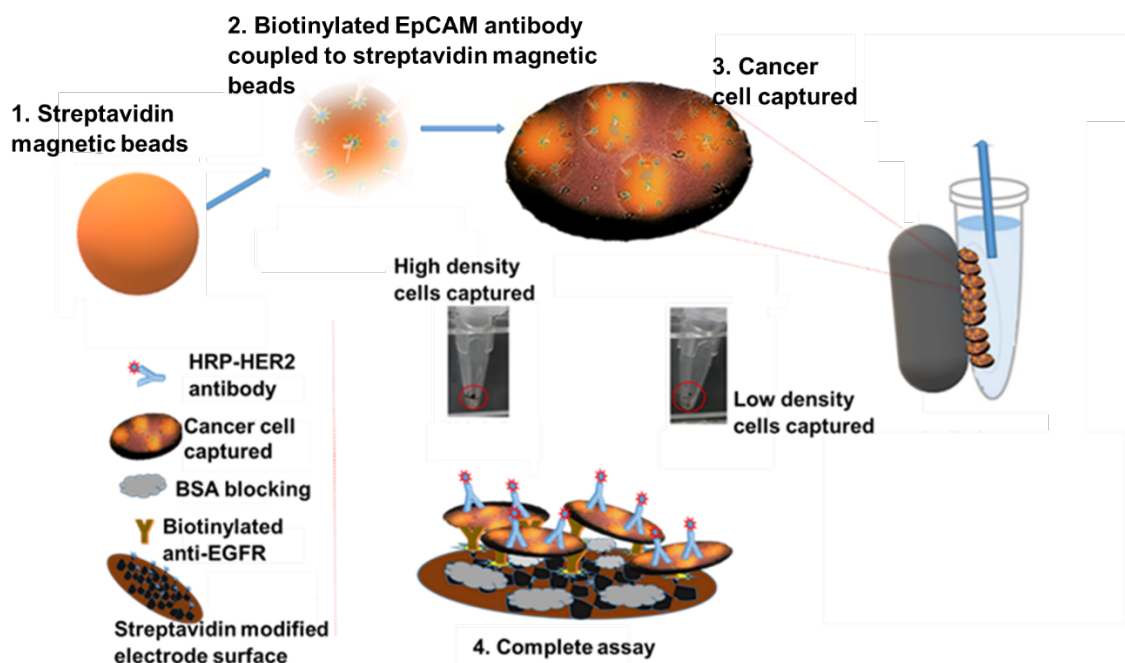 1. Streptavidin
magnetic beads
2. Biotinylated EpCAM antibody
coupled to streptavidin magnetic
beads
3. Cancer
cell captured
High density
cells captured
Low density
cells captured
HRP-HER2
antibody
Cancer cell
captured
BSA blocking
Biotinylated
anti-EGFR
Streptavidin modified
electrode surface
4. Complete assay